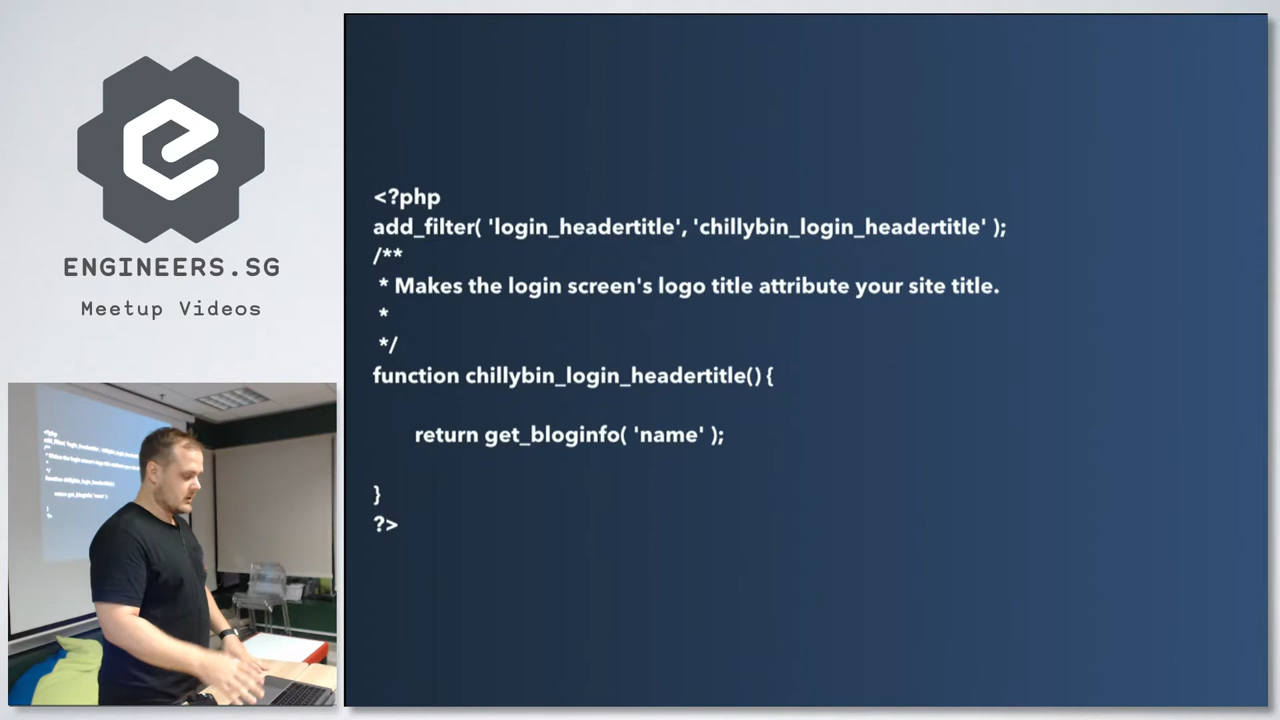 ENGINEERS.SG
Meetup Videos
<?php
add_filter( 'login_headertitle', 'chillybin_login_headertitle' );
/**
* Makes the login screen's logo title attribute your site title.
*
*/
function chillybin_login_headertitle() {
return get_bloginfo( 'name' );
}
?>